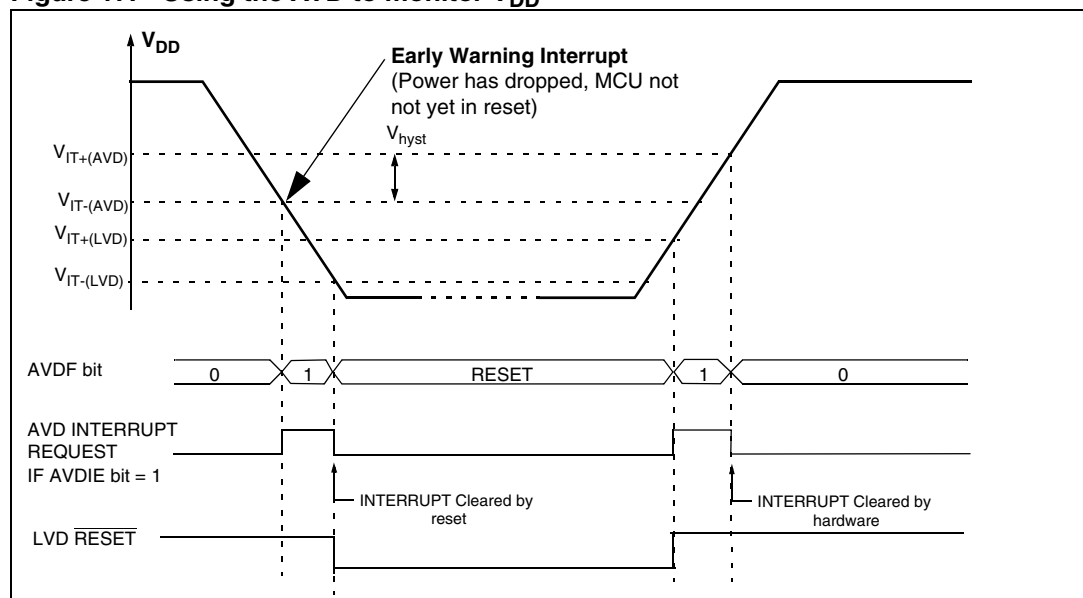 Figure 17. Using the AVD to monitor VDD
VDD
Early Warning Interrupt
(Power has dropped, MCU not
not yet in reset)
Vhyst
VIT+(AVD)
VIT-(AVD)
VIT+(LVD)
VIT-(LVD)
AVDF bit
0
1
RESET
1
0
AVD INTERRUPT
REQUEST
IF AVDIE bit = 1
INTERRUPT Cleared by
reset
INTERRUPT Cleared by
hardware
LVD RESET